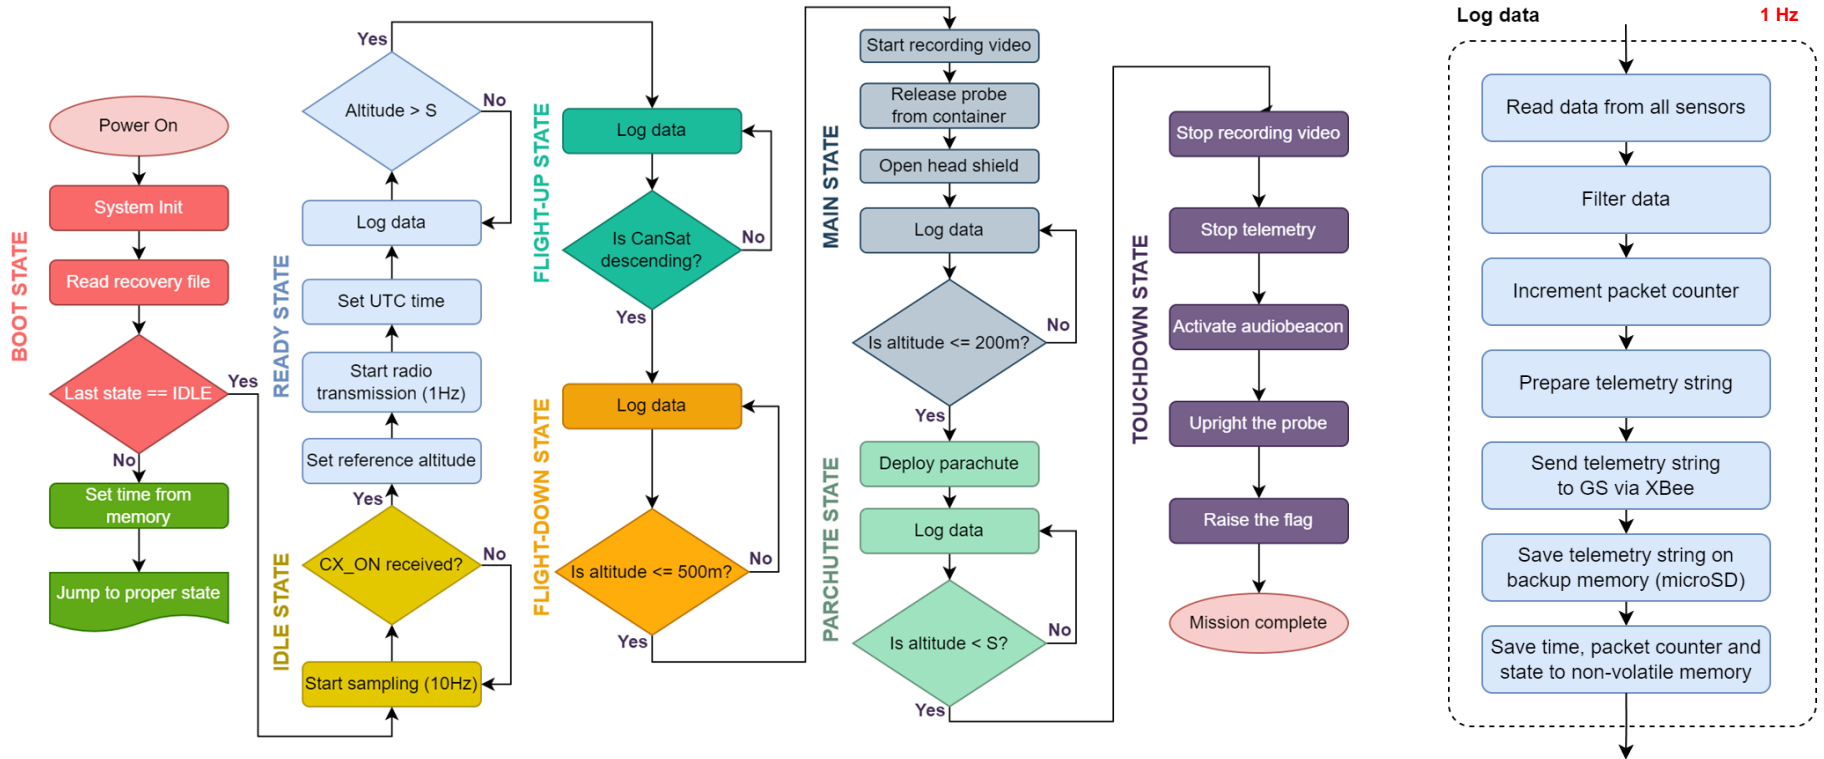 BOOT STATE
Power On
System Init
Read recovery file
Last state == IDLE
Yes
No
Set time from
memory
Jump to proper state
IDLE STATE
Start sampling (10Hz)
CX_ON received?
No
Yes
READY STATE
Set reference altitude
Start radio
transmission (1Hz)
Set UTC time
Log data
Altitude > S
No
Yes
FLIGHT-UP STATE
Log data
Is CanSat
descending?
No
Yes
FLIGHT-DOWN STATE
Log data
Is altitude <= 500m?
No
Yes
MAIN STATE
Start recording video
Release probe
from container
Open head shield
Log data
Is altitude <= 200m?
No
Yes
PARCHUTE STATE
Deploy parachute
Log data
Is altitude < S?
No
Yes
TOUCHDOWN STATE
Stop recording video
Stop telemetry
Activate audiobeacon
Upright the probe
Raise the flag
Mission complete
Log data
1 Hz
Read data from all sensors
Filter data
Increment packet counter
Prepare telemetry string
Send telemetry string
to GS via XBee
Save telemetry string on
backup memory (microSD)
Save time, packet counter and
state to non-volatile memory